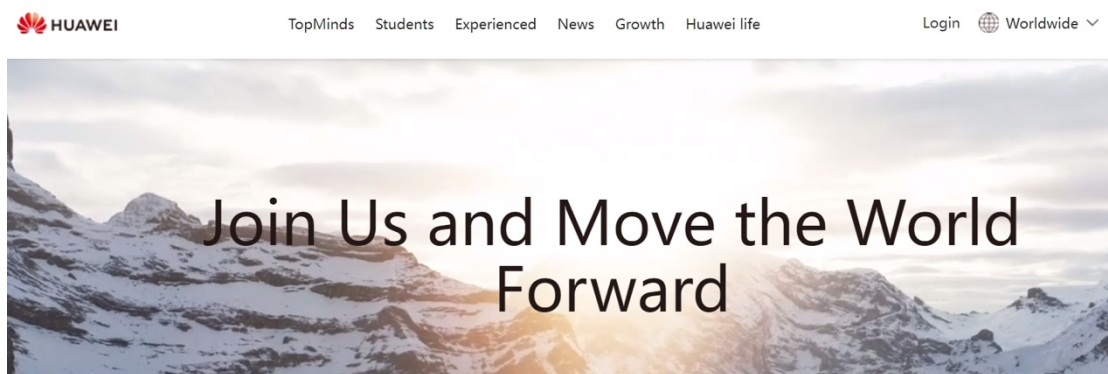 HUAWEI TopMinds Students Experienced News Growth Huawei life Login Worldwide
Join Us and Move the World
Forward